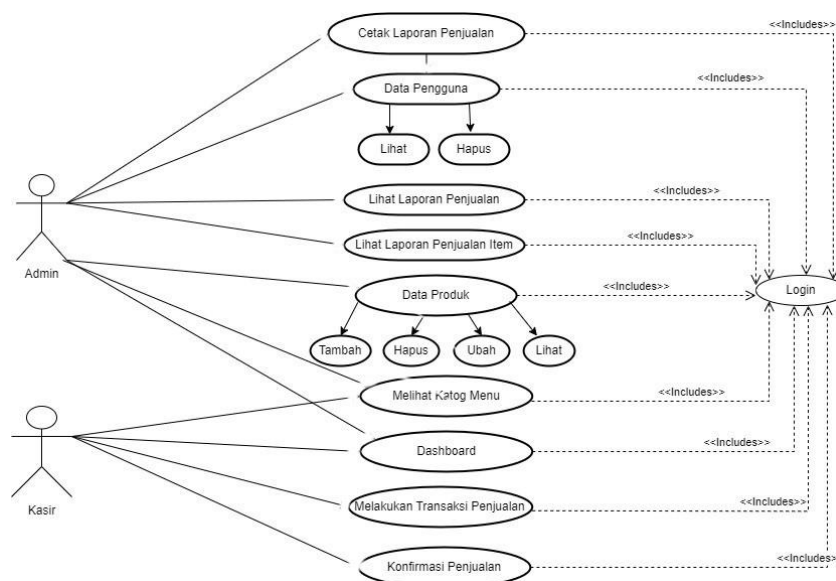 Cetak Laporan Penjualan
<<Includes>>
Data Pengguna
<<Includes>>
Lihat
Hapus
Lihat Laporan Penjualan
<<Includes>>
Lihat Laporan Penjualan Item
<<Includes>>
Admin
Data Produk
<<Includes>>
Login
Tambah
Hapus
Ubah
Lihat
Melihat Katog Menu
<<Includes>>
Dashboard
<<Includes>>
Kasir
Melakukan Transaksi Penjualan
<<Includes>>
Konfirmasi Penjualan
<<Includes>>